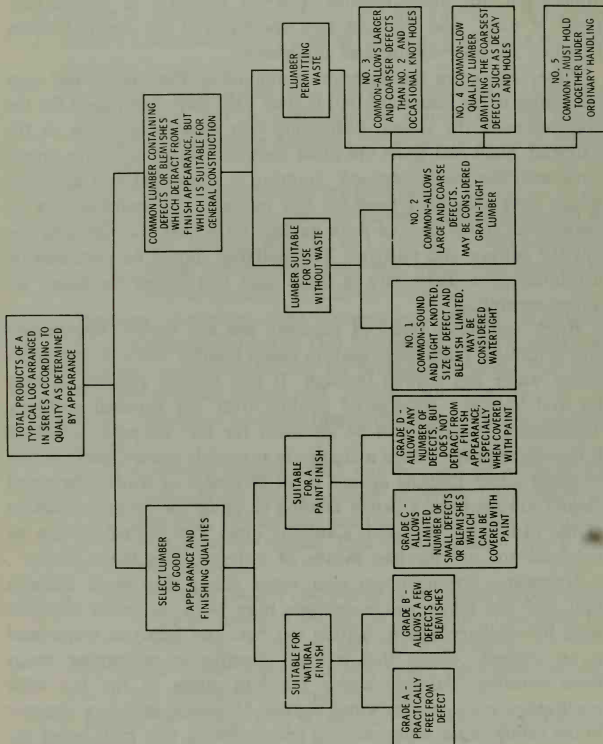 TOTAL PRODUCTS OF A
TYPICAL LOG ARRANGED
IN SERIES ACCORDING TO
QUALITY AS DETERMINED
BY APPEARANCE
SELECT LUMBER
OF GOOD
APPEARANCE AND
FINISHING QUALITIES
SUITABLE FOR
NATURAL
FINISH
GRADE A -
PRACTICALLY
FREE FROM
DEFECT
GRADE B -
ALLOWS A FEW
DEFECTS OR
BLEMISHES
SUITABLE
FOR A
PAINT FINISH
GRADE C -
ALLOWS
LIMITED
NUMBER OF
SMALL DEFECTS
OR BLEMISHES
WHICH
CAN BE
COVERED WITH
PAINT
GRADE D -
ALLOWS ANY
NUMBER OF
DEFECTS, BUT
DOES NOT
DETRACT FROM
A FINISH
APPEARANCE,
ESPECIALLY
WHEN COVERED
WITH PAINT
COMMON LUMBER CONTAINING
DEFECTS OR BLEMISHES
WHICH DETRACT FROM A
FINISH APPEARANCE, BUT
WHICH IS SUITABLE FOR
GENERAL CONSTRUCTION
LUMBER SUITABLE
FOR USE
WITHOUT WASTE
NO. 1
COMMON-SOUND
AND TIGHT KNOTTED.
SIZE OF DEFECT AND
BLEMISH LIMITED.
MAY BE
CONSIDERED
WATERTIGHT
NO. 2
COMMON-ALLOWS
LARGE AND COARSE
DEFECTS.
MAY BE CONSIDERED
GRAIN-TIGHT
LUMBER
LUMBER
PERMITTING
WASTE
NO. 3
COMMON-ALLOWS LARGER
AND COARSER DEFECTS
THAN NO. 2 AND
OCCASIONAL KNOT HOLES
NO. 4 COMMON-LOW
QUALITY LUMBER
ADMITTING THE COARSEST
DEFECTS SUCH AS DECAY
AND HOLES
NO. 5
COMMON - MUST HOLD
TOGETHER UNDER
ORDINARY HANDLING